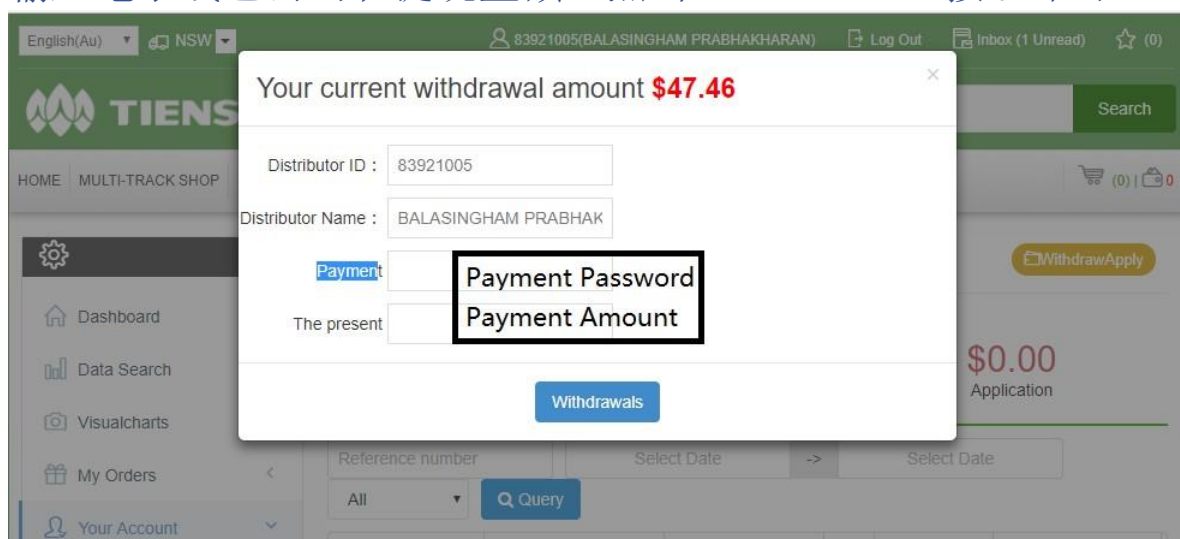 English(Au) NSW 83921005(BALASINGHAM PRABHAKHARAN) Log Out Inbox (1 Unread) (0)
TIENS
Search
HOME MULTI-TRACK SHOP (0) | 0
Your current withdrawal amount $47.46 ×
Distributor ID : 83921005
Distributor Name : BALASINGHAM PRABHAK
Payment
The present
Payment Password
Payment Amount
Withdrawals
WithdrawApply
$0.00
Application
Dashboard
Data Search
Visualcharts
My Orders
Your Account
Reference number Select Date -> Select Date
All Query